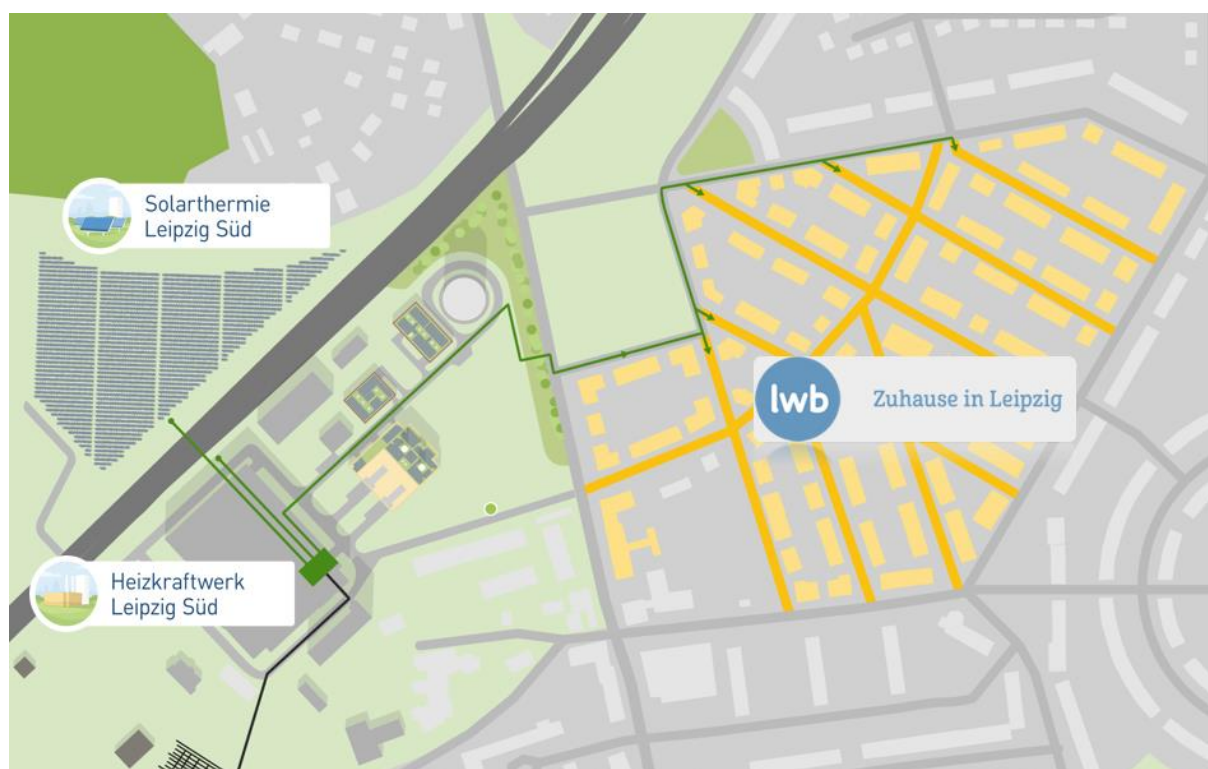 Solarthermie
Leipzig Süd
lwb Zuhause in Leipzig
Heizkraftwerk
Leipzig Süd